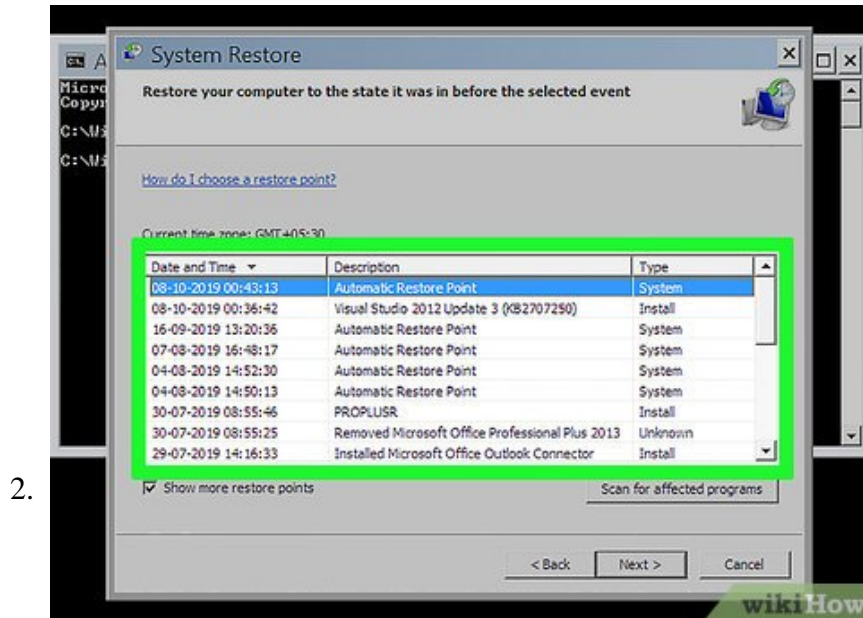 System Restore
A
Restore your computer to the state it was in before the selected event
Micro
Copyr
C:\Wi
C:\Wi
How do I choose a restore point?
Current time zone: GMT+05:30
Date and Time Description Type
08-10-2019 00:43:13 Automatic Restore Point System
08-10-2019 00:36:42 Visual Studio 2012 Update 3 (KB2707250) Install
16-09-2019 13:20:36 Automatic Restore Point System
07-08-2019 16:48:17 Automatic Restore Point System
04-08-2019 14:52:30 Automatic Restore Point System
04-08-2019 14:50:13 Automatic Restore Point System
30-07-2019 08:55:46 PROPLUSR Install
30-07-2019 08:55:25 Removed Microsoft Office Professional Plus 2013 Unknown
29-07-2019 14:16:33 Installed Microsoft Office Outlook Connector Install
2.
Show more restore points Scan for affected programs
< Back Next > Cancel
wikiHow